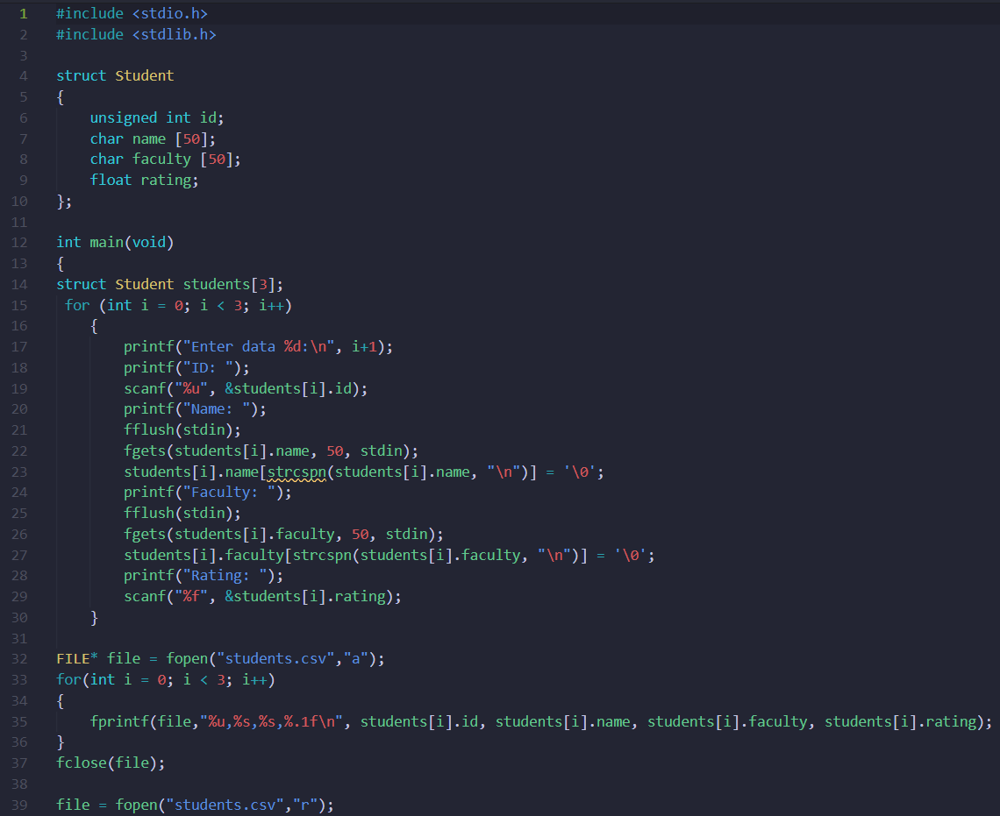 1 #include <stdio.h>
2 #include <stdlib.h>
3
4 struct Student
5 {
6     unsigned int id;
7     char name [50];
8     char faculty [50];
9     float rating;
10 };
11
12 int main(void)
13 {
14 struct Student students[3];
15  for (int i = 0; i < 3; i++)
16     {
17         printf("Enter data %d:\n", i+1);
18         printf("ID: ");
19         scanf("%u", &students[i].id);
20         printf("Name: ");
21         fflush(stdin);
22         fgets(students[i].name, 50, stdin);
23         students[i].name[strcspn(students[i].name, "\n")] = '\0';
24         printf("Faculty: ");
25         fflush(stdin);
26         fgets(students[i].faculty, 50, stdin);
27         students[i].faculty[strcspn(students[i].faculty, "\n")] = '\0';
28         printf("Rating: ");
29         scanf("%f", &students[i].rating);
30     }
31
32 FILE* file = fopen("students.csv","a");
33 for(int i = 0; i < 3; i++)
34 {
35     fprintf(file,"%u,%s,%s,%.1f\n", students[i].id, students[i].name, students[i].faculty, students[i].rating);
36 }
37 fclose(file);
38
39 file = fopen("students.csv","r");